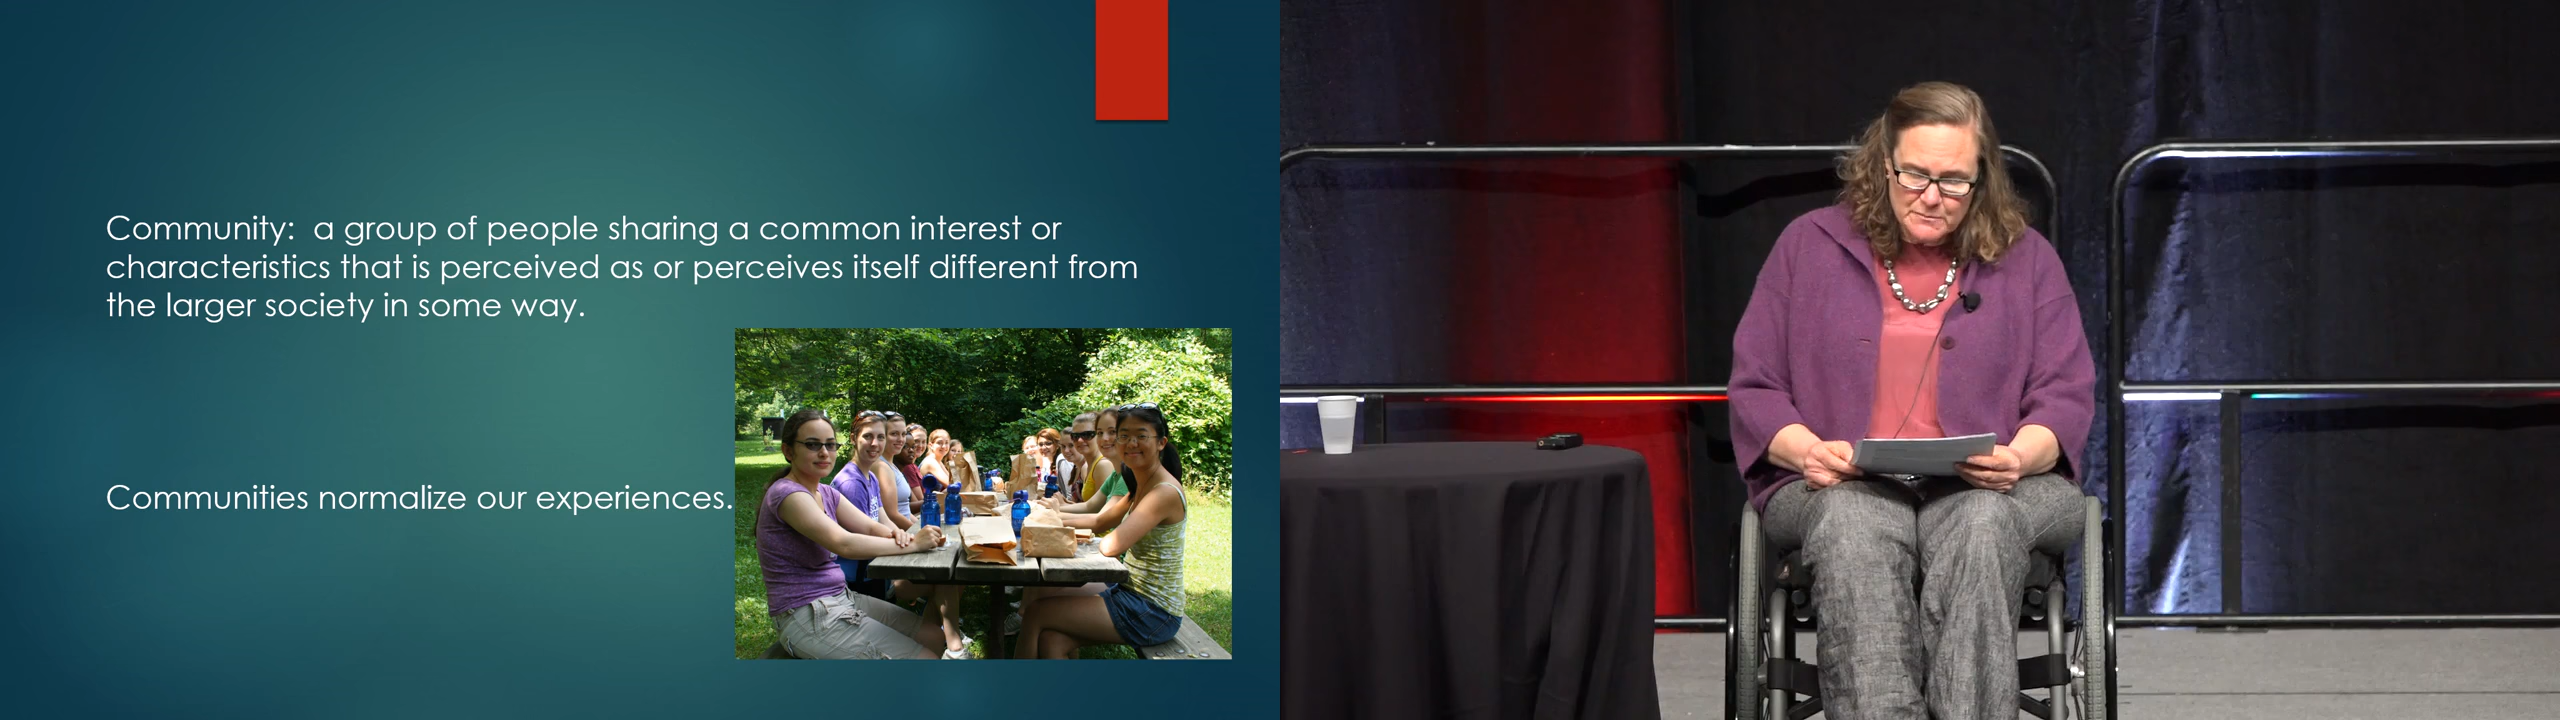 Community:  a group of people sharing a common interest or
characteristics that is perceived as or perceives itself different from
the larger society in some way.
Communities normalize our experiences.